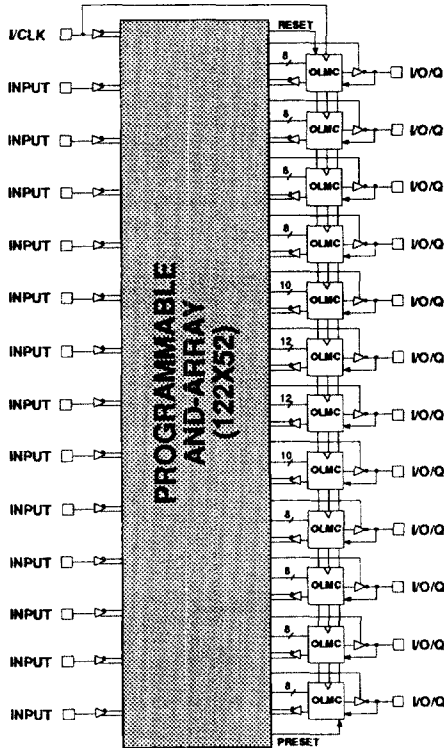 RESET
I/CLK
8
OLMC
I/O/Q
INPUT
8
OLMC
I/O/Q
INPUT
8
OLMC
I/O/Q
INPUT
8
OLMC
I/O/Q
INPUT
10
OLMC
I/O/Q
INPUT
12
OLMC
I/O/Q
INPUT
12
OLMC
I/O/Q
INPUT
10
OLMC
I/O/Q
INPUT
8
OLMC
I/O/Q
INPUT
8
OLMC
I/O/Q
INPUT
8
OLMC
I/O/Q
INPUT
8
OLMC
I/O/Q
INPUT
INPUT
PRESET
PROGRAMMABLE
AND-ARRAY
(122X52)